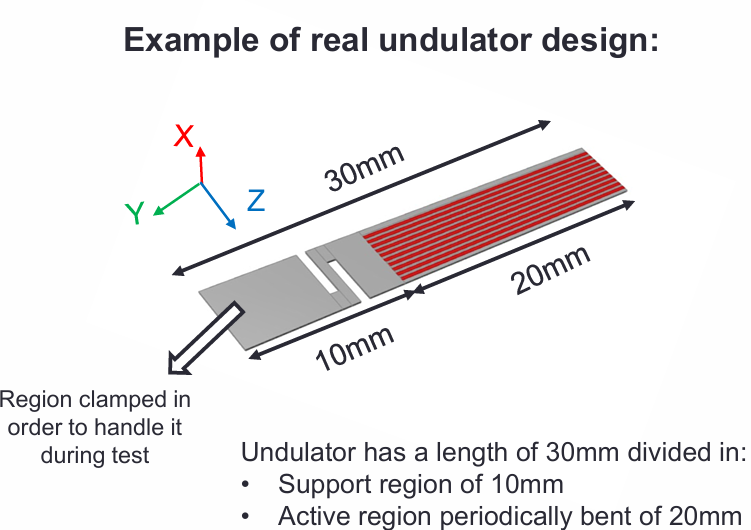 Example of real undulator design:
X
Y
Z
30mm
20mm
10mm
Region clamped in
order to handle it
during test
Undulator has a length of 30mm divided in:
• Support region of 10mm
• Active region periodically bent of 20mm